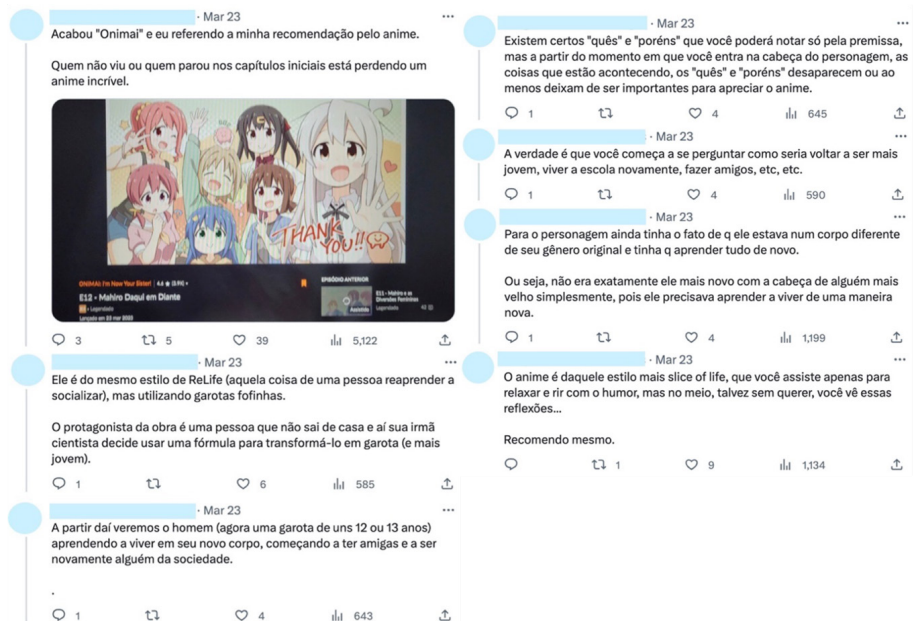 · Mar 23
Acabou "Onimai" e eu referendo a minha recomendação pelo anime.
Quem não viu ou quem parou nos capítulos iniciais está perdendo um
anime incrível.
THANK
YOU!!
ONIMAI: I'm Now Your Sister!
E12 - Mahiro Daqui em Diante
Legendado
Lançado em 23 mar 2023
EPISÓDIO ANTERIOR
E11 - Mahiro e as
Diversões Femininas
Legendado
Assistido
3 5 39 5,122
· Mar 23
Ele é do mesmo estilo de ReLife (aquela coisa de uma pessoa reaprender a
socializar), mas utilizando garotas fofinhas.
O protagonista da obra é uma pessoa que não sai de casa e aí sua irmã
cientista decide usar uma fórmula para transformá-lo em garota (e mais
jovem).
1 6 585
· Mar 23
A partir daí veremos o homem (agora uma garota de uns 12 ou 13 anos)
aprendendo a viver em seu novo corpo, começando a ter amigas e a ser
novamente alguém da sociedade.
.
1 4 643
· Mar 23
Existem certos "quês" e "poréns" que você poderá notar só pela premissa,
mas a partir do momento em que você entra na cabeça do personagem, as
coisas que estão acontecendo, os "quês" e "poréns" desaparecem ou ao
menos deixam de ser importantes para apreciar o anime.
1 4 645
· Mar 23
A verdade é que você começa a se perguntar como seria voltar a ser mais
jovem, viver a escola novamente, fazer amigos, etc, etc.
1 4 590
· Mar 23
Para o personagem ainda tinha o fato de q ele estava num corpo diferente
de seu gênero original e tinha q aprender tudo de novo.
Ou seja, não era exatamente ele mais novo com a cabeça de alguém mais
velho simplesmente, pois ele precisava aprender a viver de uma maneira
nova.
1 4 1,199
· Mar 23
O anime é daquele estilo mais slice of life, que você assiste apenas para
relaxar e rir com o humor, mas no meio, talvez sem querer, você vê essas
reflexões...
Recomendo mesmo.
1 9 1,134